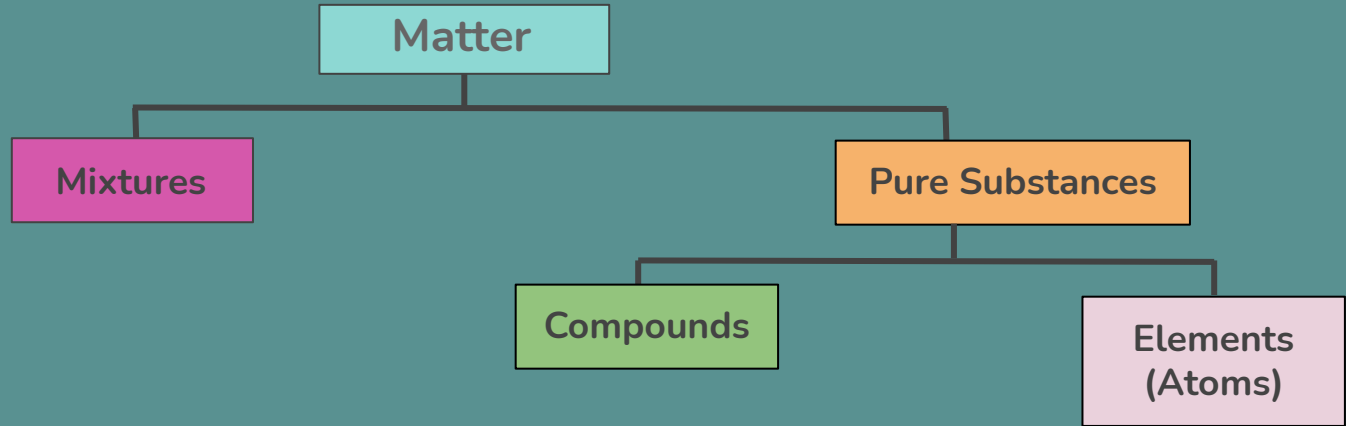 Matter
Mixtures
Pure Substances
Compounds
Elements
(Atoms)